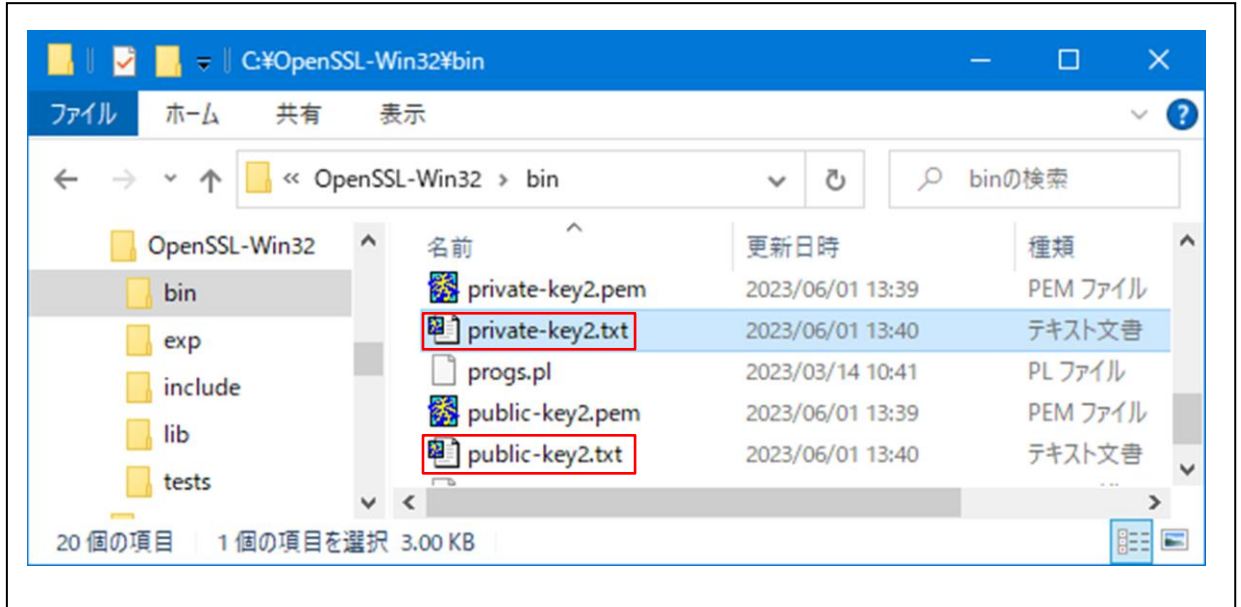 C:¥OpenSSL-Win32¥bin
ファイル ホーム 共有 表示
« OpenSSL-Win32 › bin binの検索
OpenSSL-Win32 名前 更新日時 種類
bin private-key2.pem 2023/06/01 13:39 PEM ファイル
private-key2.txt 2023/06/01 13:40 テキスト文書
exp
progs.pl 2023/03/14 10:41 PL ファイル
include
public-key2.pem 2023/06/01 13:39 PEM ファイル
lib
public-key2.txt 2023/06/01 13:40 テキスト文書
tests
20 個の項目 1 個の項目を選択 3.00 KB